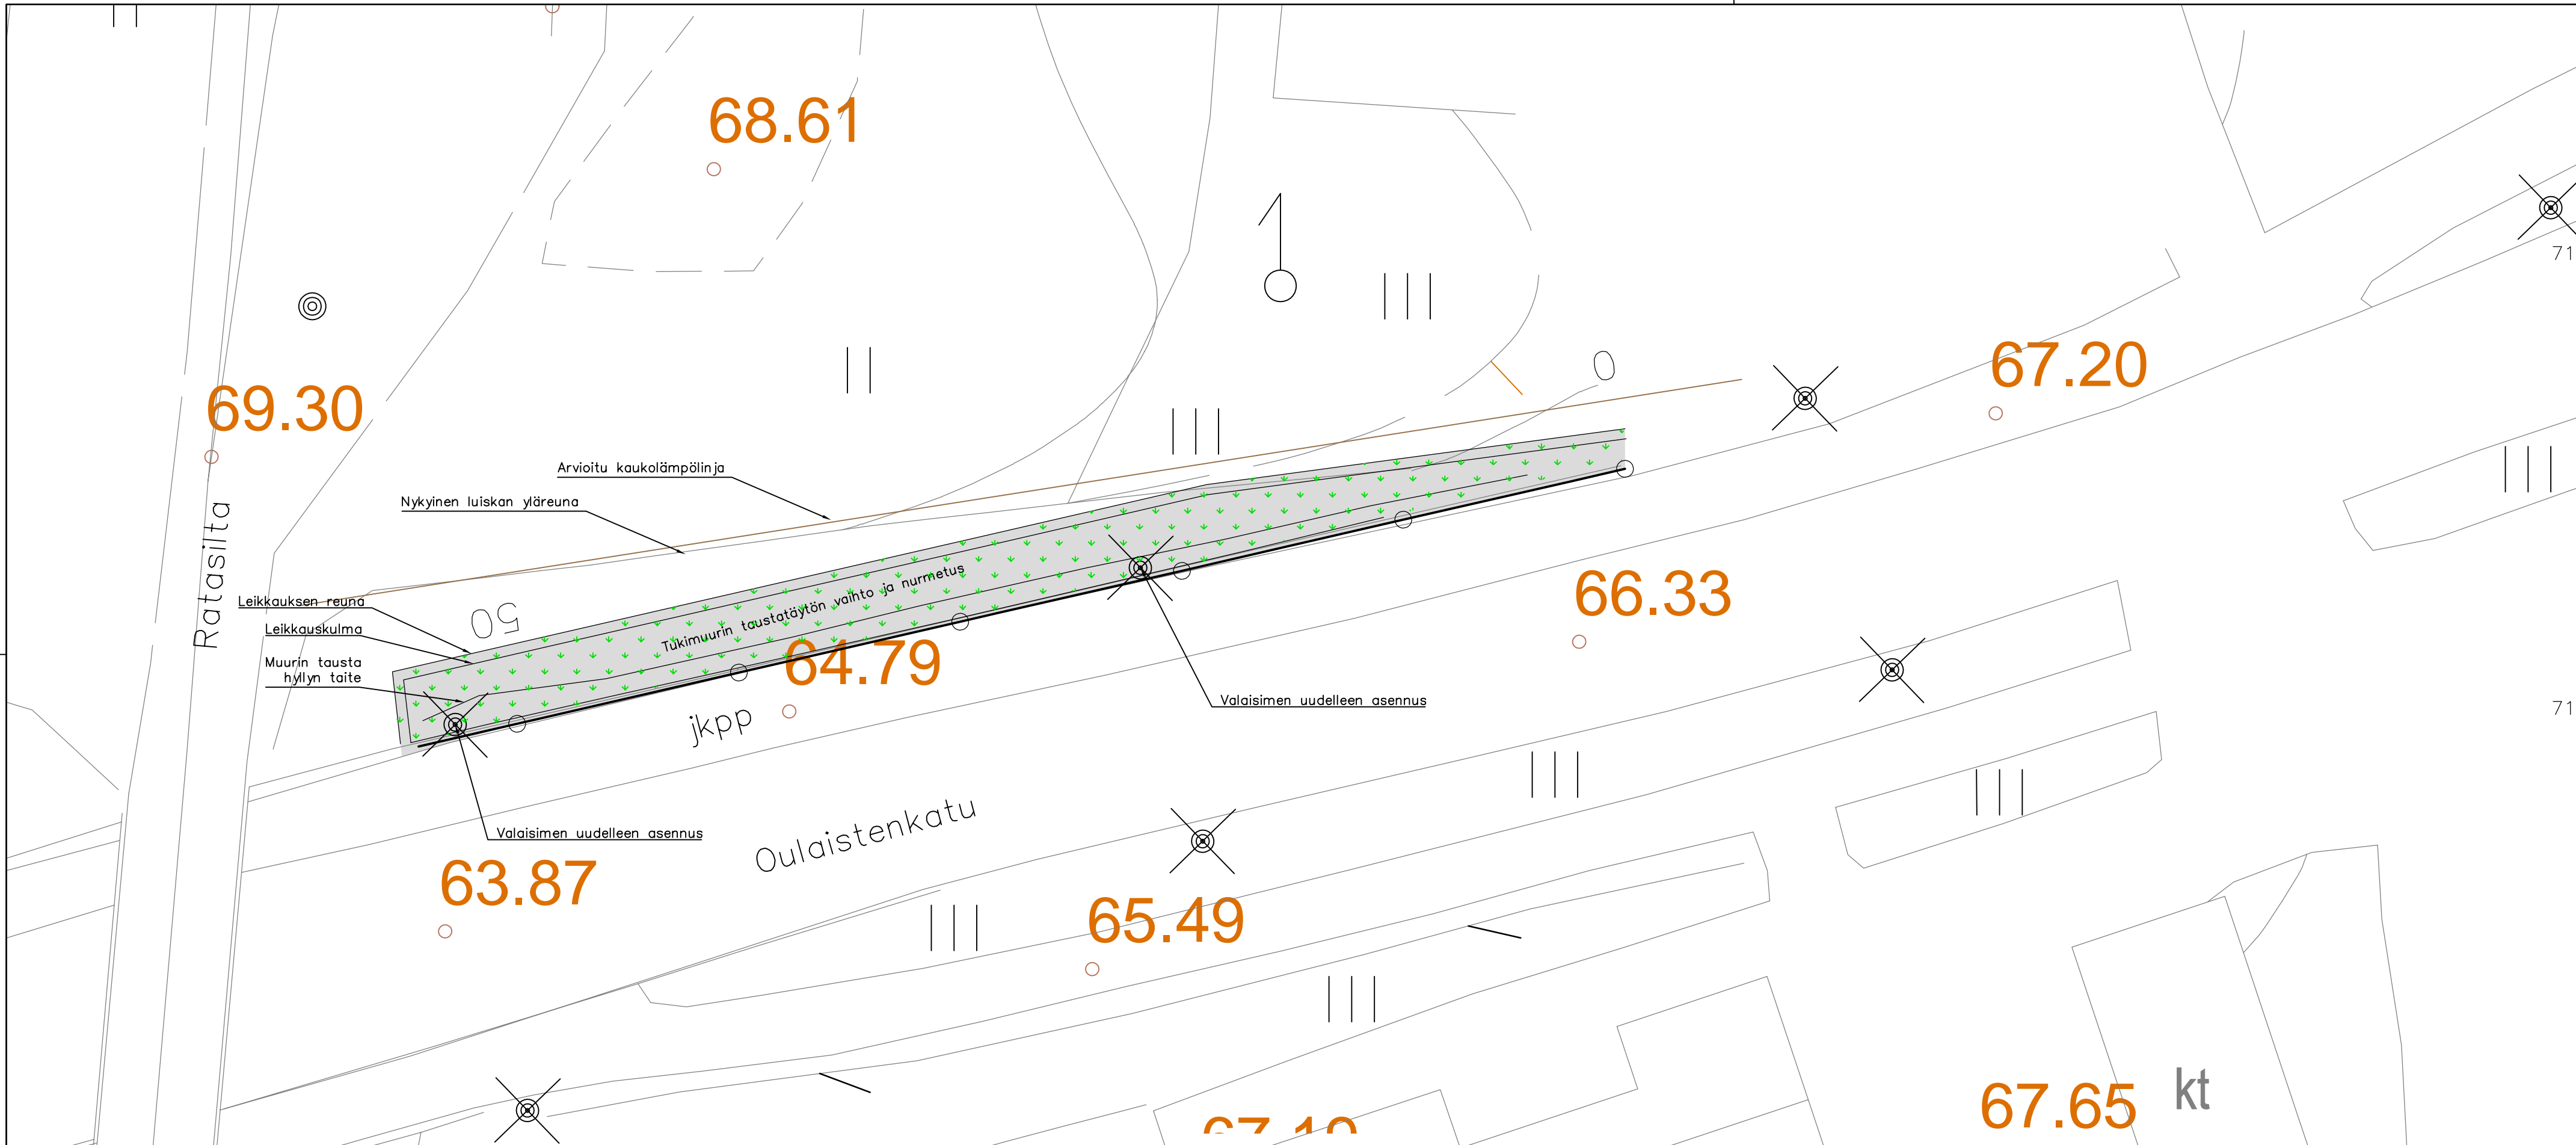 68.61
71
67.20
0
69.30
Arvioitu kaukolämpölinja
Nykyinen luiskan yläreuna
Ratasilta
Leikkauksen reuna
50
Leikkauskulma
Muurin tausta
hyllyn taite
Tukimuurin taustatäytön vaihto ja nurmetus
64.79
66.33
Valaisimen uudelleen asennus
71
jkpp
Valaisimen uudelleen asennus
Oulaistenkatu
63.87
65.49
67.65
kt